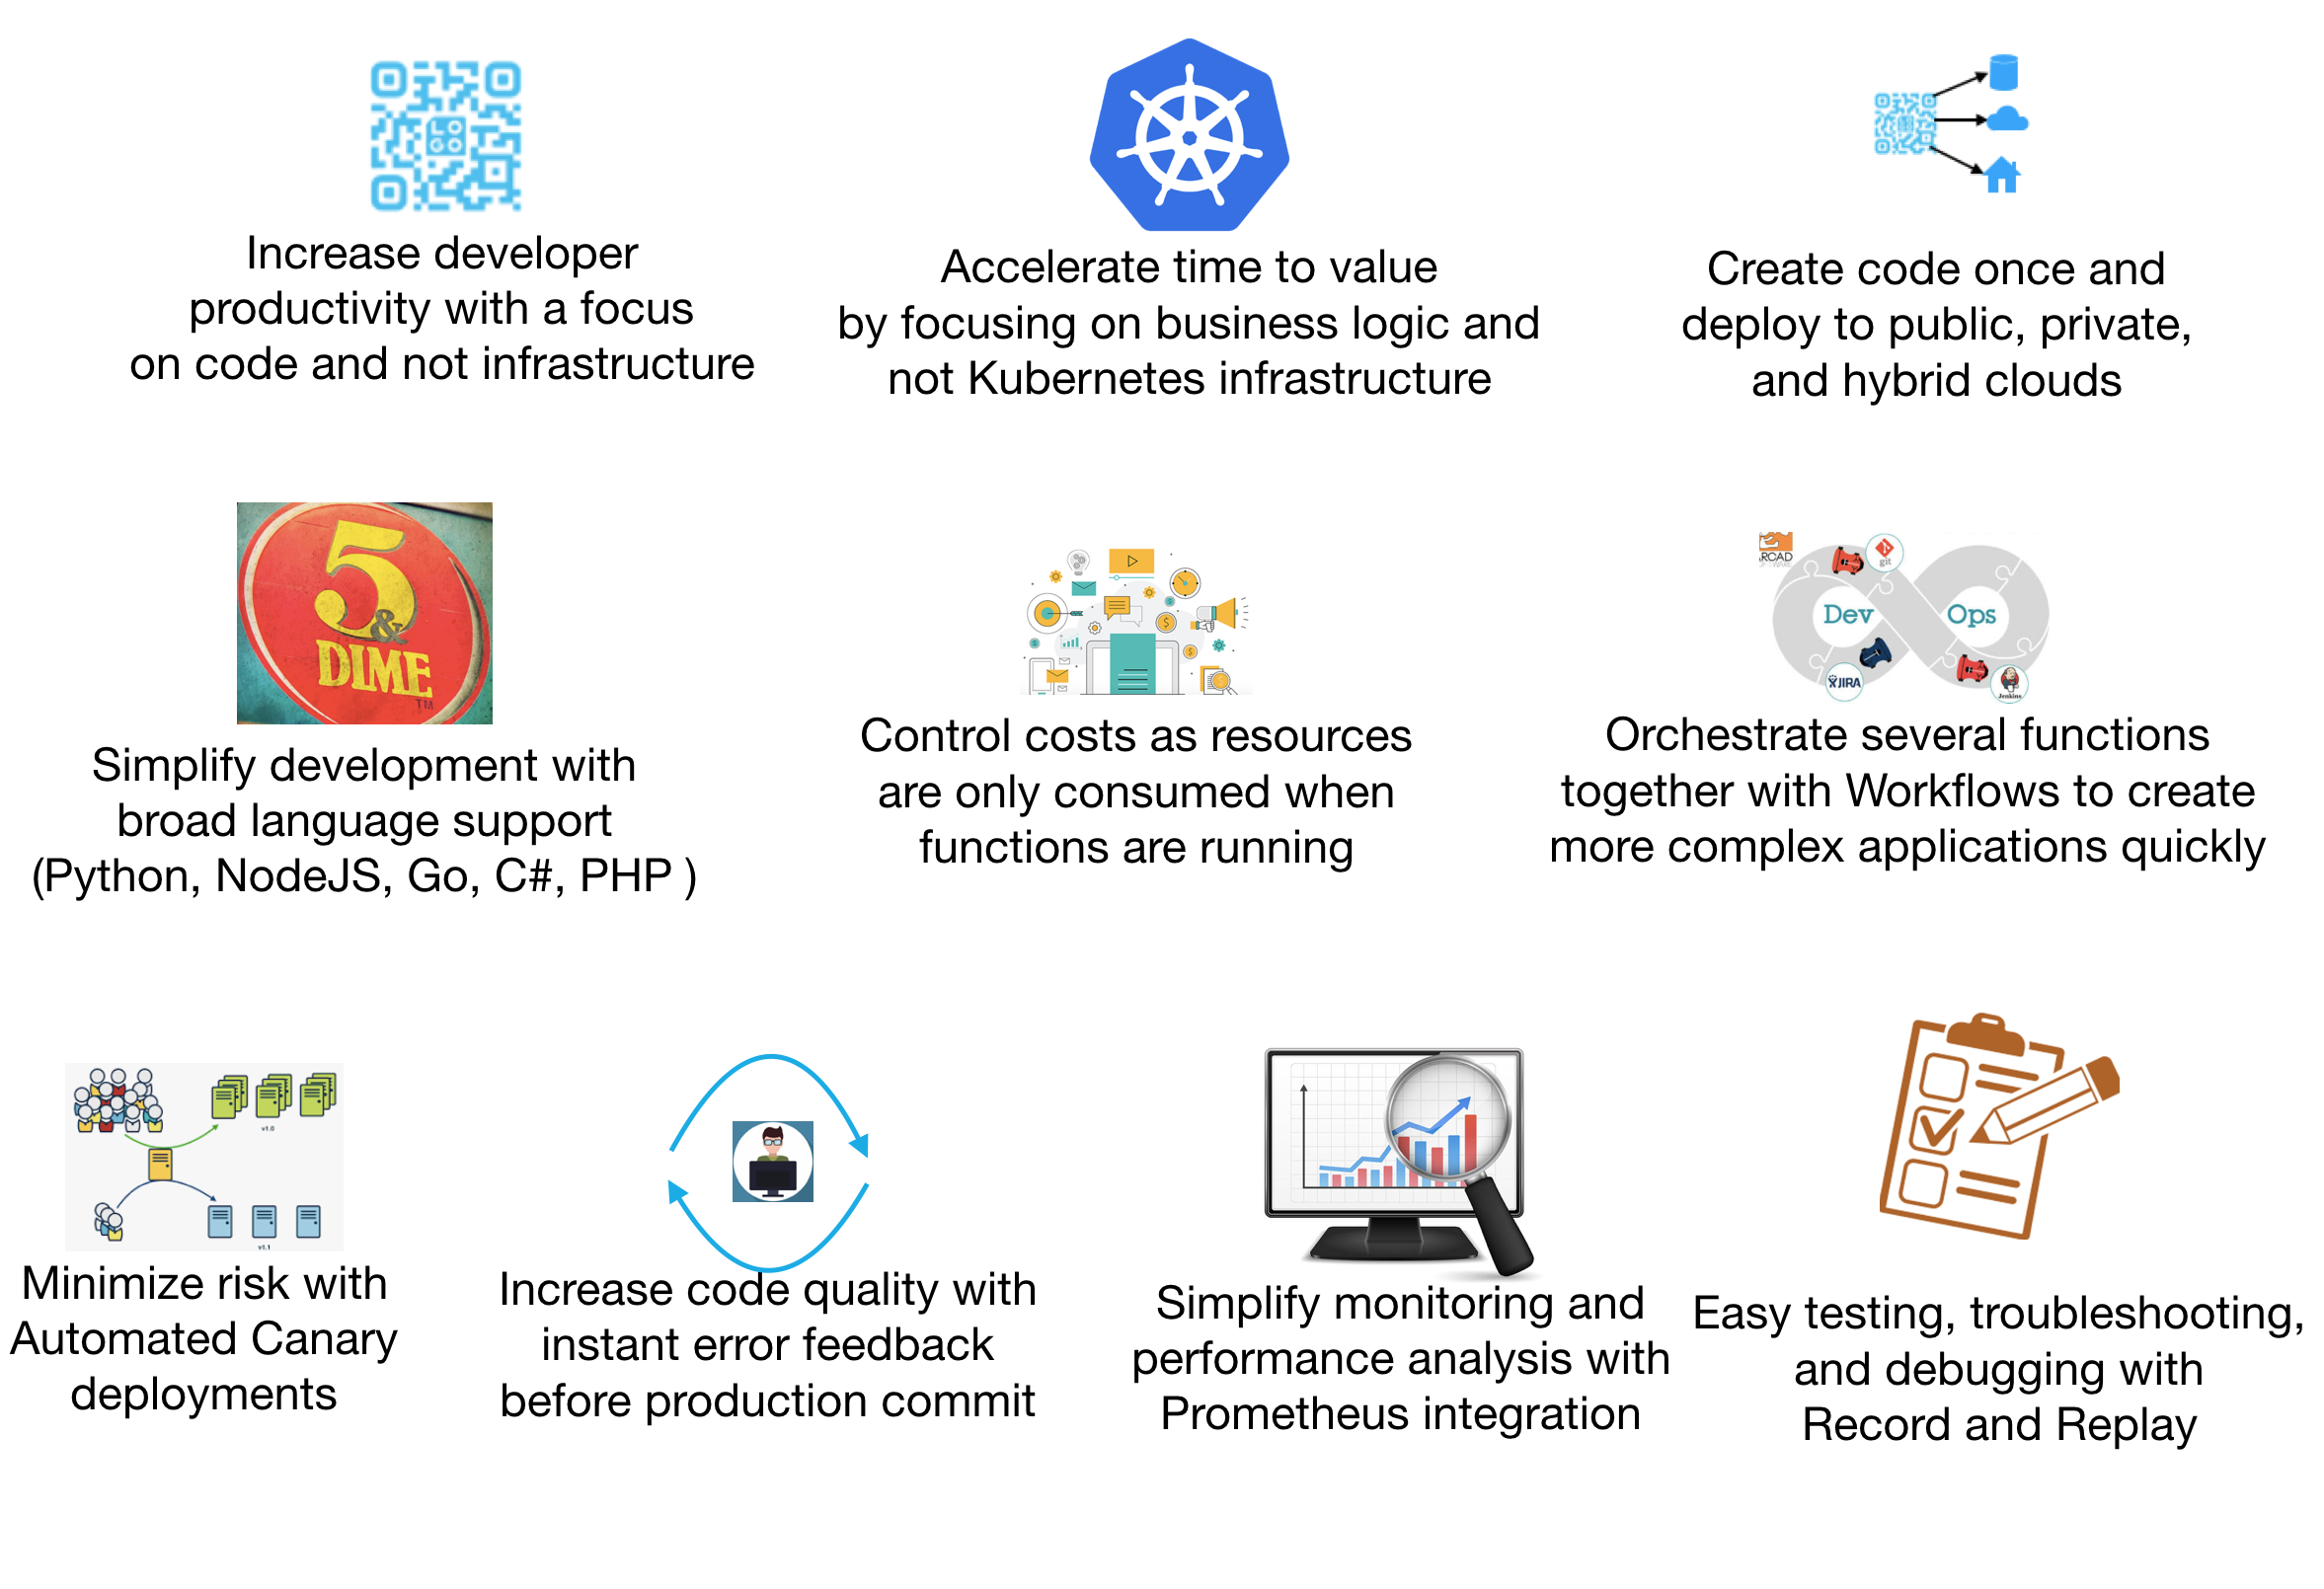 LO
GO
Increase developer
productivity with a focus
on code and not infrastructure
Accelerate time to value
by focusing on business logic and
not Kubernetes infrastructure
Create code once and
deploy to public, private,
and hybrid clouds
5
&
DIME
TM
Simplify development with
broad language support
(Python, NodeJS, Go, C#, PHP )
Control costs as resources
are only consumed when
functions are running
git
Dev
Ops
JIRA
Jenkins
Orchestrate several functions
together with Workflows to create
more complex applications quickly
v1.0
v1.1
Minimize risk with
Automated Canary
deployments
Increase code quality with
instant error feedback
before production commit
Simplify monitoring and
performance analysis with
Prometheus integration
Easy testing, troubleshooting,
and debugging with
Record and Replay